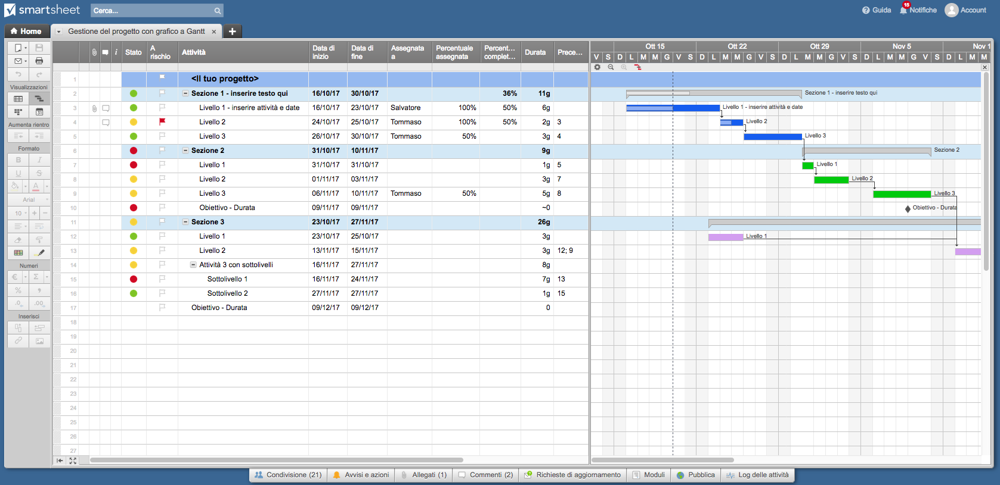 smartsheet
Cerca...
Guida
15
Notifiche
Account
Home
Gestione del progetto con grafico a Gantt ×
+
Visualizzazioni
31
Aumenta rientro
Formato
B I
U S
A
Arial
10 + −
Numeri
€ Σ
% ,
.0 .00
Inserisci
i Stato A rischio Attività Data di inizio Data di fine Assegnata a Percentuale assegnata Percent... complet... Durata Prece...
1 <Il tuo progetto>
2 Sezione 1 - inserire testo qui 16/10/17 30/10/17 36% 11g
3 Livello 1 - inserire attività e date 16/10/17 23/10/17 Salvatore 100% 50% 6g
4 Livello 2 24/10/17 25/10/17 Tommaso 100% 50% 2g 3
5 Livello 3 26/10/17 30/10/17 Tommaso 50% 3g 4
6 Sezione 2 31/10/17 10/11/17 9g
7 Livello 1 31/10/17 31/10/17 1g 5
8 Livello 2 01/11/17 03/11/17 3g 7
9 Livello 3 06/11/17 10/11/17 Tommaso 50% 5g 8
10 Obiettivo - Durata 09/11/17 09/11/17 ~0
11 Sezione 3 23/10/17 27/11/17 26g
12 Livello 1 23/10/17 25/10/17 3g
13 Livello 2 13/11/17 15/11/17 3g 12; 9
14 Attività 3 con sottolivelli 16/11/17 27/11/17 8g
15 Sottolivello 1 16/11/17 24/11/17 7g 13
16 Sottolivello 2 27/11/17 27/11/17 1g 15
17 Obiettivo - Durata 09/12/17 09/12/17 0
18
19
20
21
22
23
24
25
26
27
Ott 15 Ott 22 Ott 29 Nov 5 Nov 1
V S D L M M G V S D L M M G V S D L M M G V S D L M M G V S D L M M
Sezione 1 - inserire testo qui
Livello 1 - inserire attività e date
Livello 2
Livello 3
Sezione 2
Livello 1
Livello 2
Livello 3
Obiettivo - Durata
Livello 1
Condivisione (21)
Avvisi e azioni
Allegati (1)
Commenti (2)
Richieste di aggiornamento
Moduli
Pubblica
Log delle attività